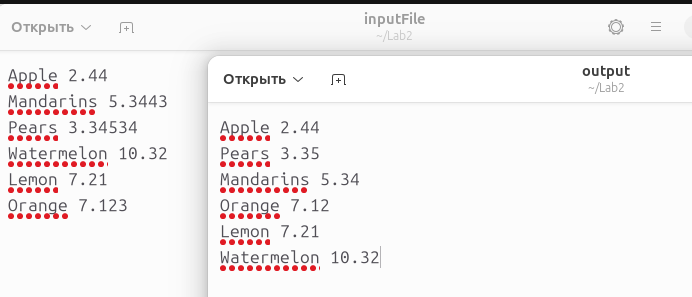 Открыть
inputFile
~/Lab2
Apple 2.44
Mandarins 5.3443
Pears 3.34534
Watermelon 10.32
Lemon 7.21
Orange 7.123
Открыть
output
~/Lab2
Apple 2.44
Pears 3.35
Mandarins 5.34
Orange 7.12
Lemon 7.21
Watermelon 10.32